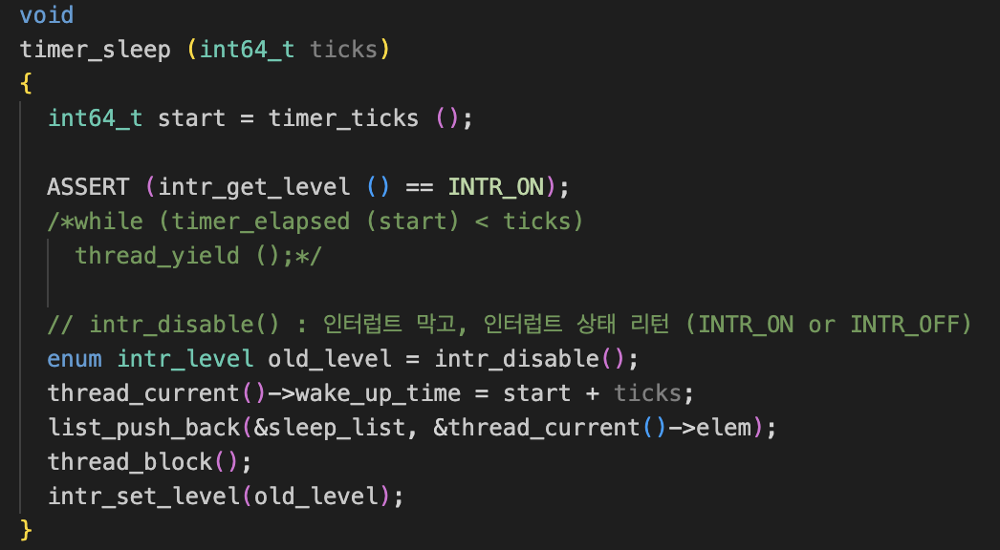 void
timer_sleep (int64_t ticks)
{
  int64_t start = timer_ticks ();

  ASSERT (intr_get_level () == INTR_ON);
  /*while (timer_elapsed (start) < ticks)
    thread_yield ();*/

  // intr_disable() : 인터럽트 막고, 인터럽트 상태 리턴 (INTR_ON or INTR_OFF)
  enum intr_level old_level = intr_disable();
  thread_current()->wake_up_time = start + ticks;
  list_push_back(&sleep_list, &thread_current()->elem);
  thread_block();
  intr_set_level(old_level);
}